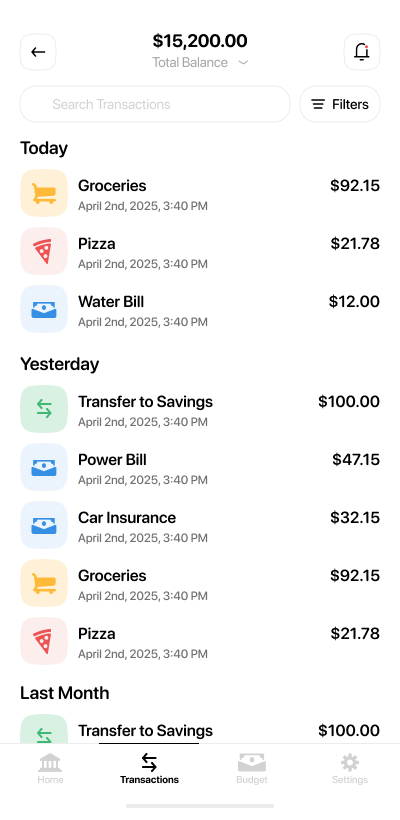 $15,200.00
Total Balance
Search Transactions
Filters
Today
Groceries $92.15
April 2nd, 2025, 3:40 PM
Pizza $21.78
April 2nd, 2025, 3:40 PM
Water Bill $12.00
April 2nd, 2025, 3:40 PM
Yesterday
Transfer to Savings $100.00
April 2nd, 2025, 3:40 PM
Power Bill $47.15
April 2nd, 2025, 3:40 PM
Car Insurance $32.15
April 2nd, 2025, 3:40 PM
Groceries $92.15
April 2nd, 2025, 3:40 PM
Pizza $21.78
April 2nd, 2025, 3:40 PM
Last Month
Transfer to Savings $100.00
Home Transactions Budget Settings